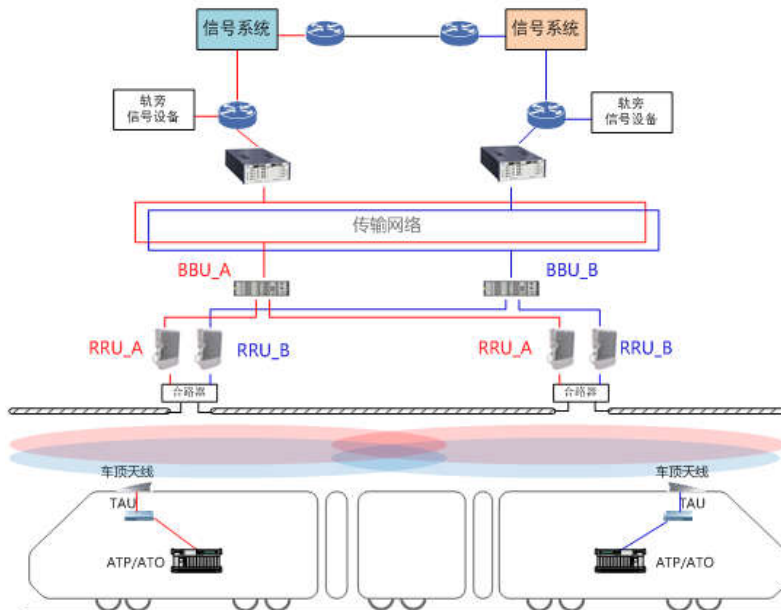 信号系统
信号系统
轨旁
信号设备
轨旁
信号设备
传输网络
BBU_A
BBU_B
RRU_A
RRU_B
RRU_A
RRU_B
合路器
合路器
车顶天线
车顶天线
TAU
TAU
ATP/ATO
ATP/ATO